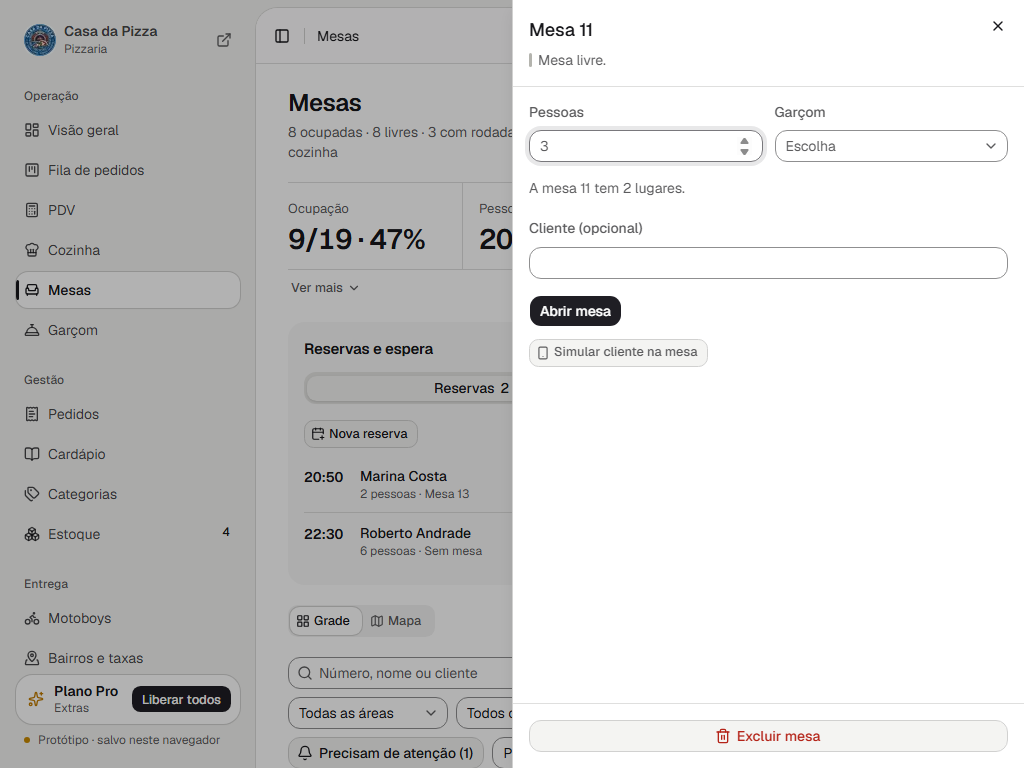 Casa da Pizza
Pizzaria
Operação
Visão geral
Fila de pedidos
PDV
Cozinha
Mesas
Garçom
Gestão
Pedidos
Cardápio
Categorias
Estoque 4
Entrega
Motoboys
Bairros e taxas
Plano Pro
Extras
Liberar todos
Protótipo · salvo neste navegador
Mesas
Mesas
8 ocupadas · 8 livres · 3 com rodada
cozinha
Ocupação
9/19 · 47%
20
Ver mais
Reservas e espera
Reservas 2
Nova reserva
20:50 Marina Costa
2 pessoas · Mesa 13
22:30 Roberto Andrade
6 pessoas · Sem mesa
Grade Mapa
Número, nome ou cliente
Todas as áreas
Precisam de atenção (1)
Mesa 11
Mesa livre.
Pessoas Garçom
3 Escolha
A mesa 11 tem 2 lugares.
Cliente (opcional)
Abrir mesa
Simular cliente na mesa
Excluir mesa